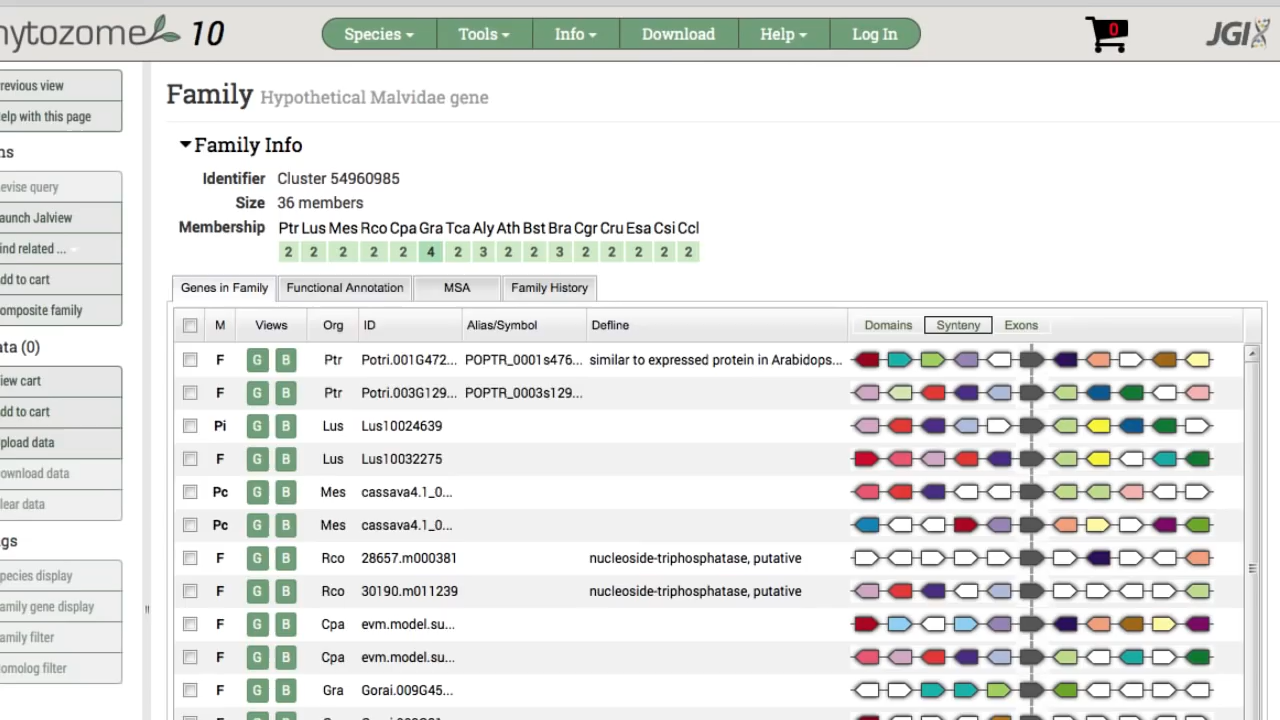 ytozome 10
Species Tools Info Download Help Log In
0
JGI
revious view
elp with this page
ns
evise query
aunch Jalview
ind related ...
dd to cart
omposite family
ata (0)
iew cart
dd to cart
pload data
ownload data
lear data
gs
pecies display
amily gene display
amily filter
omolog filter
Family Hypothetical Malvidae gene
Family Info
Identifier Cluster 54960985
Size 36 members
Membership Ptr Lus Mes Rco Cpa Gra Tca Aly Ath Bst Bra Cgr Cru Esa Csi Ccl
2 2 2 2 2 4 2 3 2 2 3 2 2 2 2 2
Genes in Family Functional Annotation MSA Family History
M Views Org ID Alias/Symbol Defline Domains Synteny Exons
F G B Ptr Potri.001G472... POPTR_0001s476... similar to expressed protein in Arabidops...
F G B Ptr Potri.003G129... POPTR_0003s129...
Pi G B Lus Lus10024639
F G B Lus Lus10032275
Pc G B Mes cassava4.1_0...
Pc G B Mes cassava4.1_0...
F G B Rco 28657.m000381 nucleoside-triphosphatase, putative
F G B Rco 30190.m011239 nucleoside-triphosphatase, putative
F G B Cpa evm.model.su...
F G B Cpa evm.model.su...
F G B Gra Gorai.009G45...